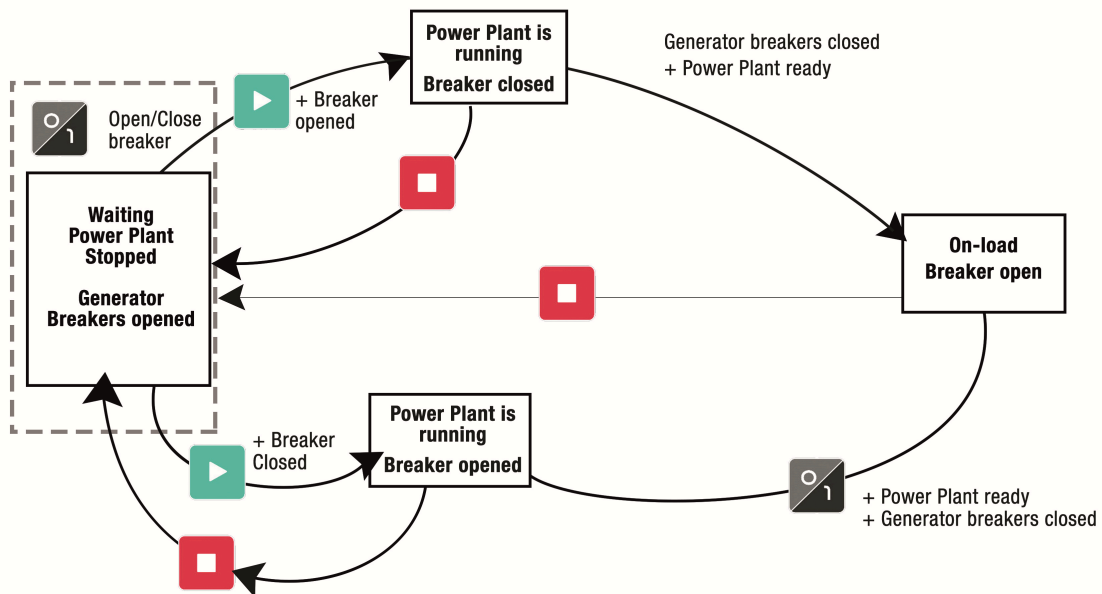 Power Plant is
running
Breaker closed
Generator breakers closed
+ Power Plant ready
+ Breaker
opened
Open/Close
breaker
Waiting
Power Plant
Stopped
Generator
Breakers opened
On-load
Breaker open
+ Breaker
Closed
Power Plant is
running
Breaker opened
+ Power Plant ready
+ Generator breakers closed